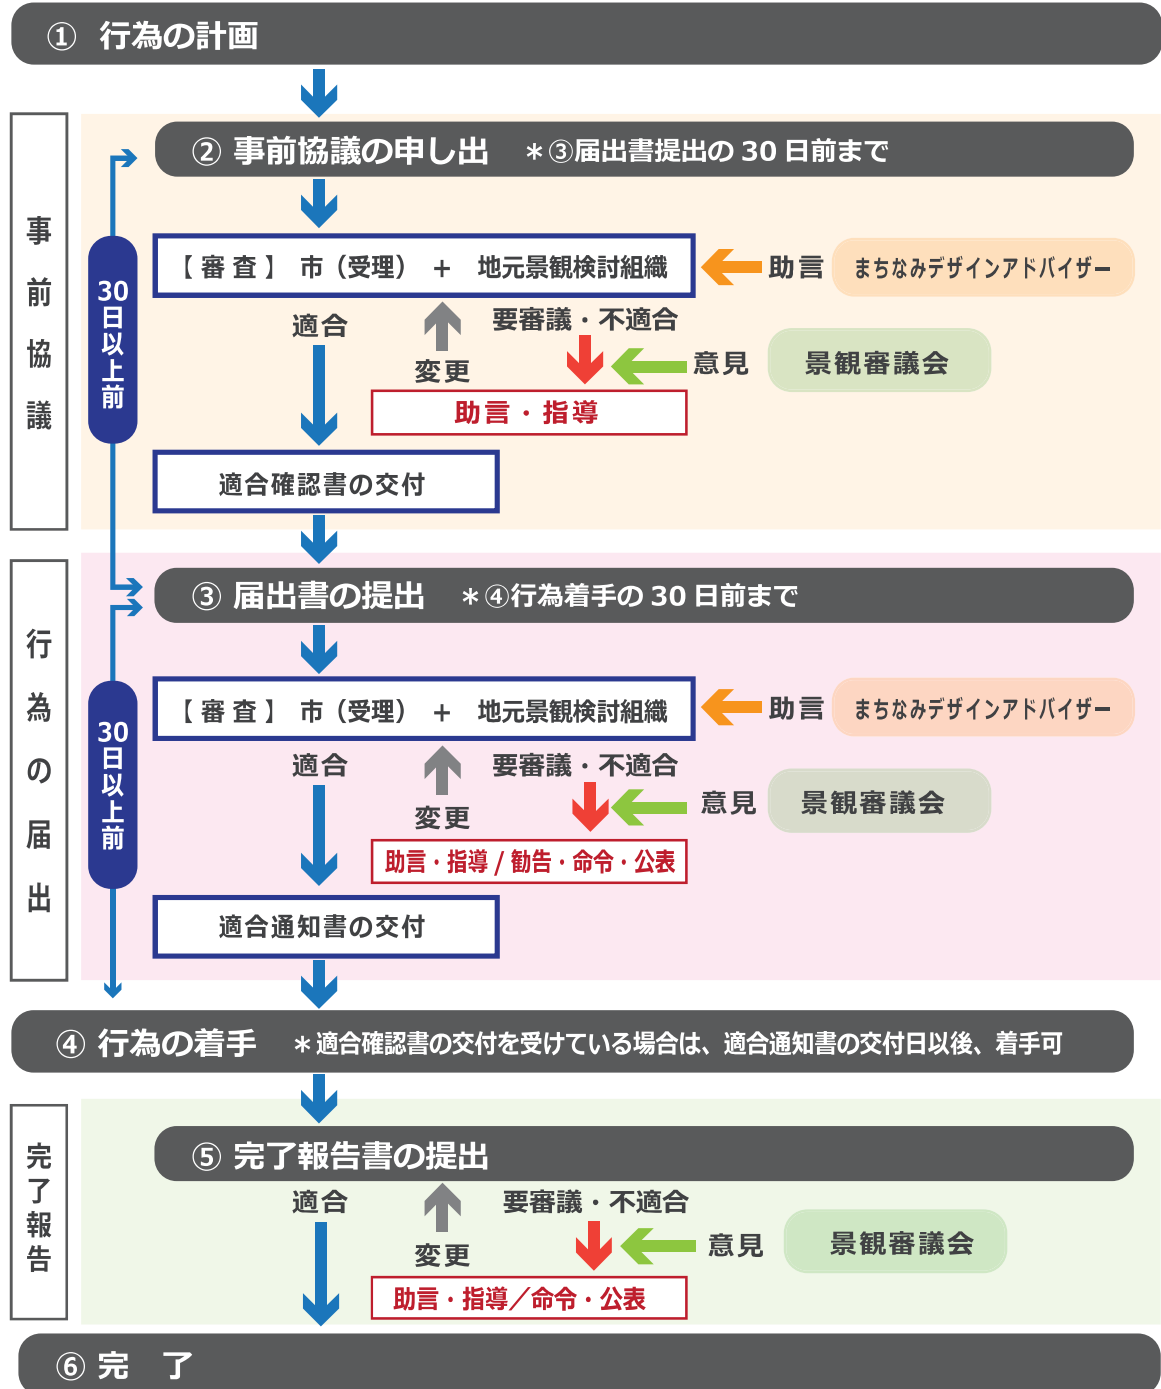 ① 行為の計画
事前協議
② 事前協議の申し出 ＊③届出書提出の 30 日前まで
30日以上前
【 審 査 】 市（受理） ＋ 地元景観検討組織
助言
まちなみデザインアドバイザー
適合
変更
要審議・不適合
意見
景観審議会
助言・指導
適合確認書の交付
行為の届出
③ 届出書の提出 ＊④行為着手の 30 日前まで
30日以上前
【 審 査 】 市（受理） ＋ 地元景観検討組織
助言
まちなみデザインアドバイザー
適合
変更
要審議・不適合
意見
景観審議会
助言・指導 / 勧告・命令・公表
適合通知書の交付
④ 行為の着手 ＊適合確認書の交付を受けている場合は、適合通知書の交付日以後、着手可
完了報告
⑤ 完了報告書の提出
適合
変更
要審議・不適合
意見
景観審議会
助言・指導／命令・公表
⑥ 完 了